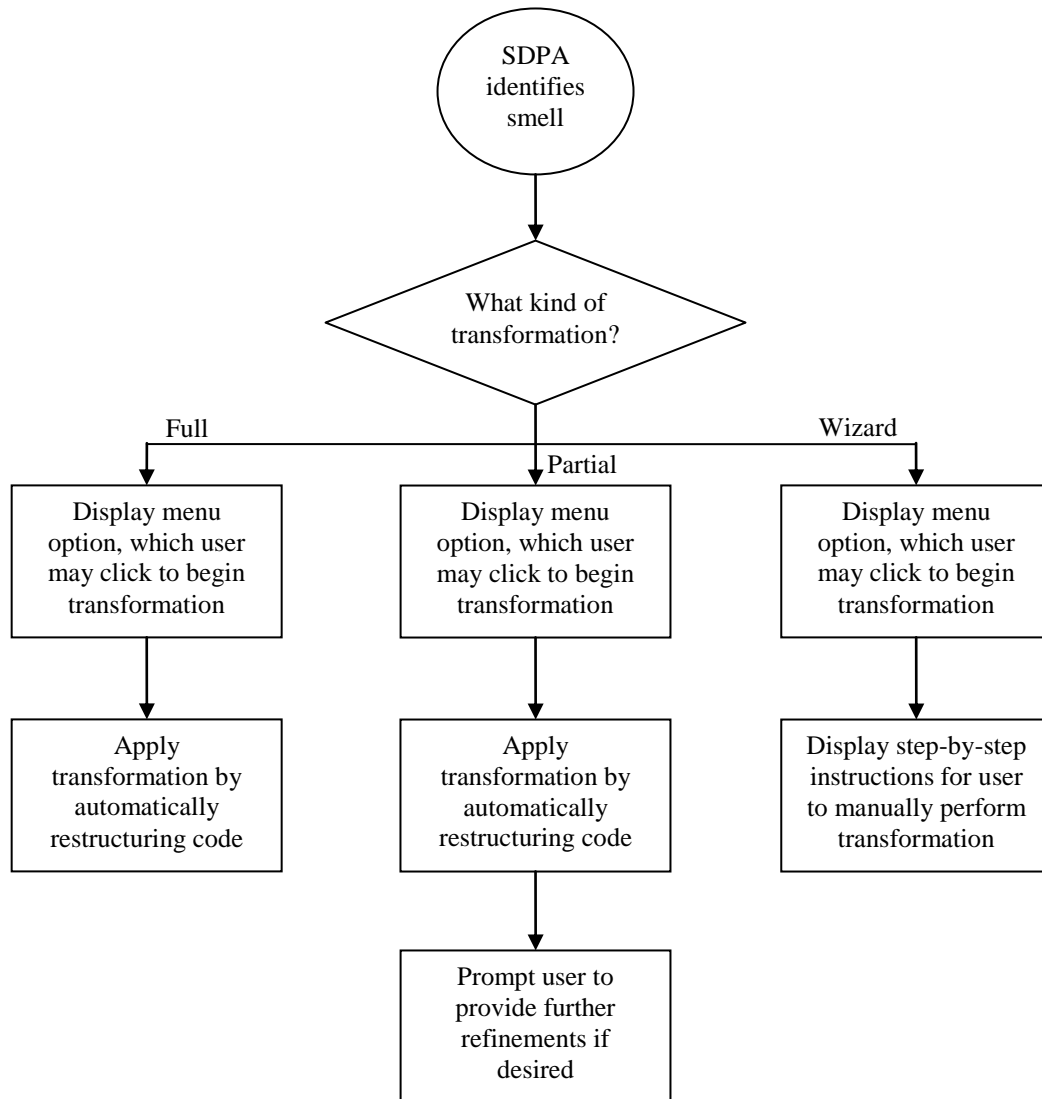 SDPA
identifies
smell
What kind of
transformation?
Full
Wizard
Partial
Display menu
option, which user
may click to begin
transformation
Display menu
option, which user
may click to begin
transformation
Display menu
option, which user
may click to begin
transformation
Apply
transformation by
automatically
restructuring code
Apply
transformation by
automatically
restructuring code
Display step-by-step
instructions for user
to manually perform
transformation
Prompt user to
provide further
refinements if
desired